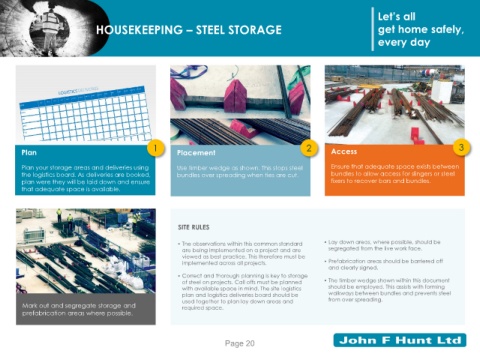 HOUSEKEEPING – STEEL STORAGE
Let's all
get home safely,
every day
1
Plan
Plan your storage areas and deliveries using
the logistics board. As deliveries are booked,
plan were they will be laid down and ensure
that adequate space is available.
2
Placement
Use timber wedge as shown. This stops steel
bundles over spreading when ties are cut.
3
Access
Ensure that adequate space exists between
bundles to allow access for slingers or steel
fixers to recover bars and bundles.
Mark out and segregate storage and
prefabrication areas where possible.
SITE RULES
• The observations within this common standard
are being implemented on a project and are
viewed as best practice. This therefore must be
implemented across all projects.
• Correct and thorough planning is key to storage
of steel on projects. Call-offs must be planned
with available space in mind. The site logistics
plan and logistics deliveries board should be
used together to plan lay down areas and
required space.
• Lay down areas, where possible, should be
segregated from the live work face.
• Prefabrication areas should be barriered off
and clearly signed.
• The timber wedge shown within this document
should be employed. This assists with forming
walkways between bundles and prevents steel
from over spreading.
Page 20
John F Hunt Ltd